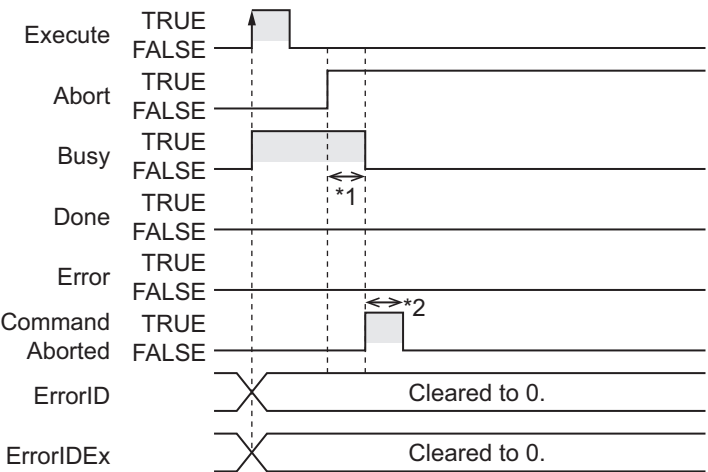 Execute TRUE
FALSE
Abort TRUE
FALSE
Busy TRUE
FALSE
*1
Done TRUE
FALSE
Error TRUE
FALSE
*2
Command TRUE
Aborted FALSE
ErrorID Cleared to 0.
ErrorIDEx Cleared to 0.